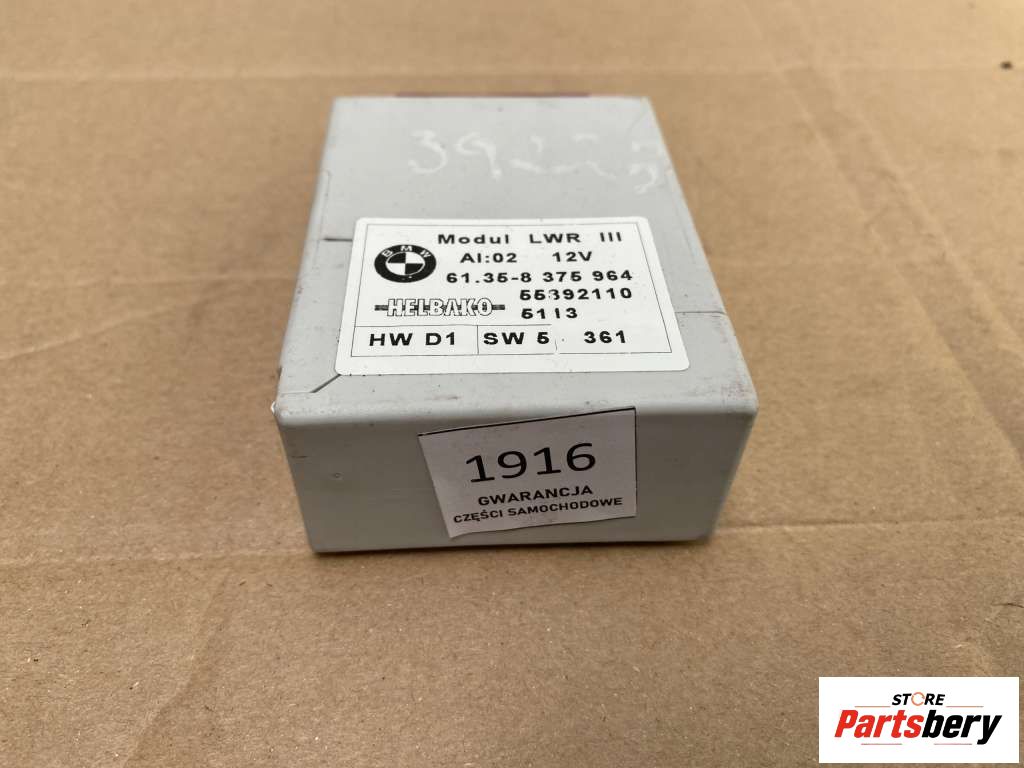 BMW
Modul LWR III
AI:02 12V
61.35-8 375 964
HELBAKO
55392110
5113
HW D1 SW 5 361
1916
GWARANCJA
CZĘŚCI SAMOCHODOWE
STORE
Partsbery